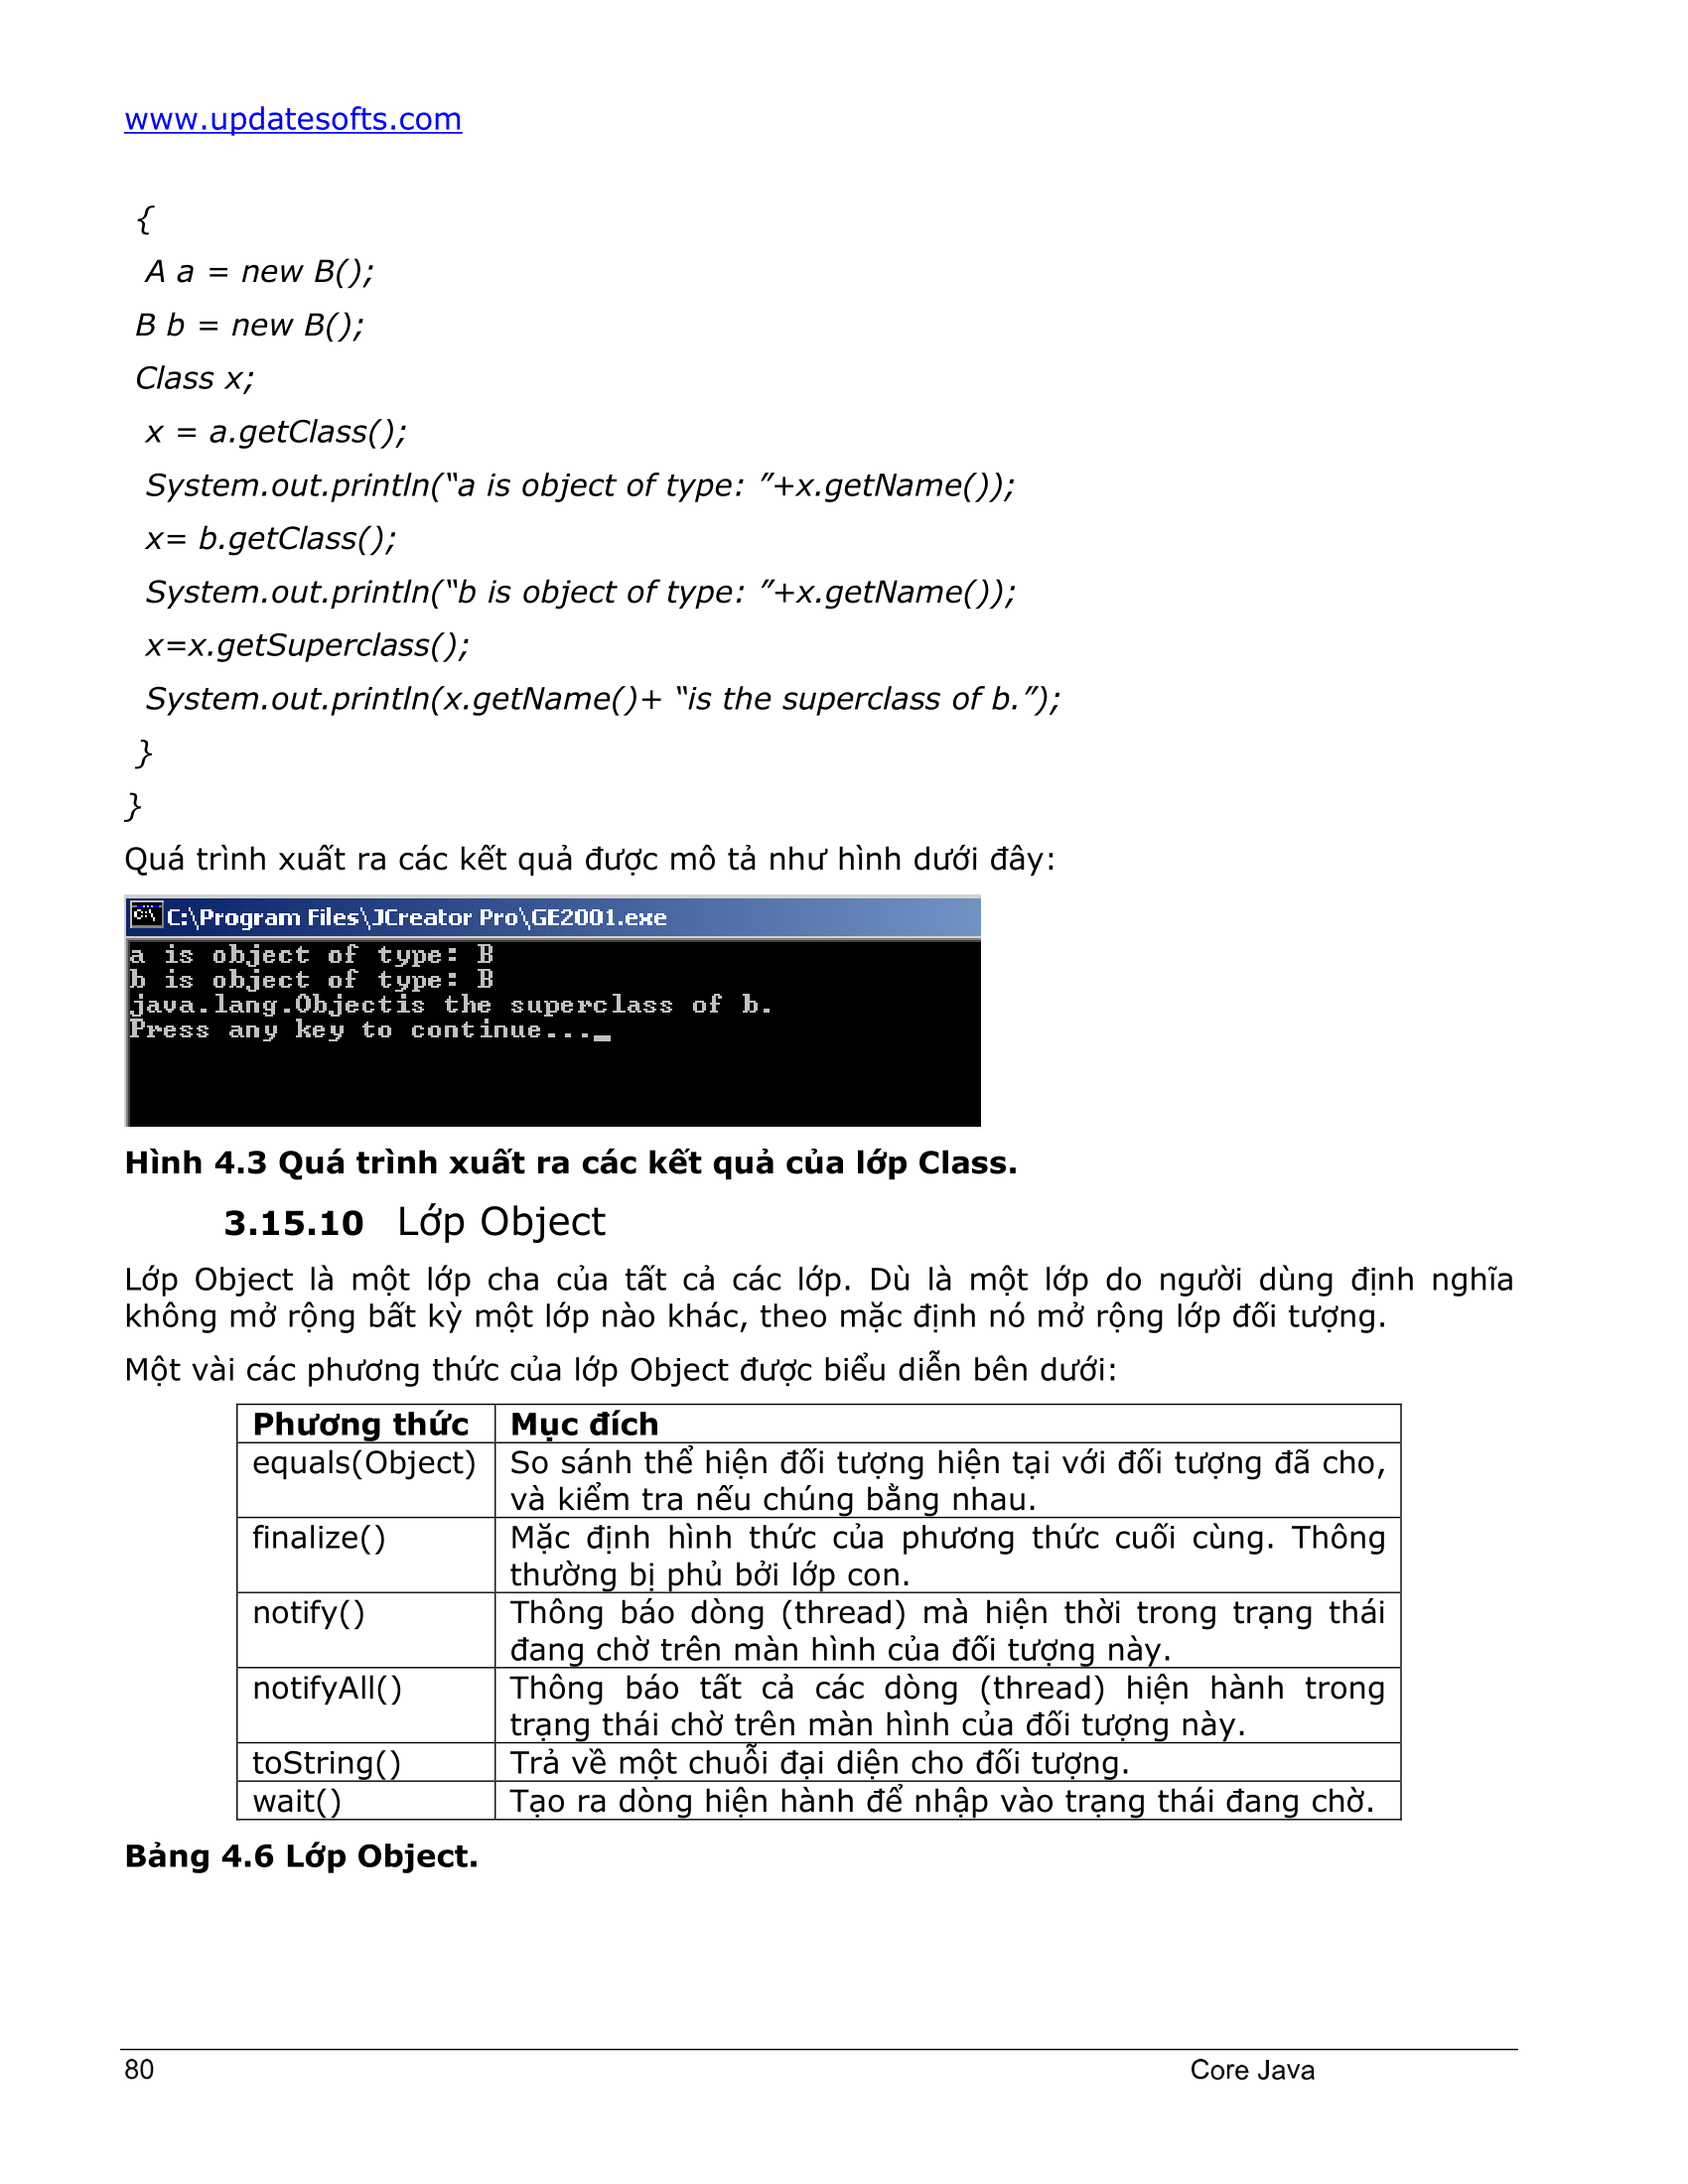 www.updatesofts.com
{
A a = new B();
B b = new B();
Class x;
x = a.getClass();
System.out.println(“a is object of type: ”+x.getName());
x= b.getClass();
System.out.println(“b is object of type: ”+x.getName());
x=x.getSuperclass();
System.out.println(x.getName()+ “is the superclass of b.”);
}
}
Quá trình xuất ra các kết quả được mô tả như hình dưới đây:
C:\Program Files\JCreator Pro\GE2001.exe
a is object of type: B
b is object of type: B
java.lang.Objectis the superclass of b.
Press any key to continue..._
Hình 4.3 Quá trình xuất ra các kết quả của lớp Class.
3.15.10 Lớp Object
Lớp Object là một lớp cha của tất cả các lớp. Dù là một lớp do người dùng định nghĩa
không mở rộng bất kỳ một lớp nào khác, theo mặc định nó mở rộng lớp đối tượng.
Một vài các phương thức của lớp Object được biểu diễn bên dưới:
Phương thức Mục đích
equals(Object) So sánh thể hiện đối tượng hiện tại với đối tượng đã cho,
và kiểm tra nếu chúng bằng nhau.
finalize() Mặc định hình thức của phương thức cuối cùng. Thông
thường bị phủ bởi lớp con.
notify() Thông báo dòng (thread) mà hiện thời trong trạng thái
đang chờ trên màn hình của đối tượng này.
notifyAll() Thông báo tất cả các dòng (thread) hiện hành trong
trạng thái chờ trên màn hình của đối tượng này.
toString() Trả về một chuỗi đại diện cho đối tượng.
wait() Tạo ra dòng hiện hành để nhập vào trạng thái đang chờ.
Bảng 4.6 Lớp Object.
80 Core Java